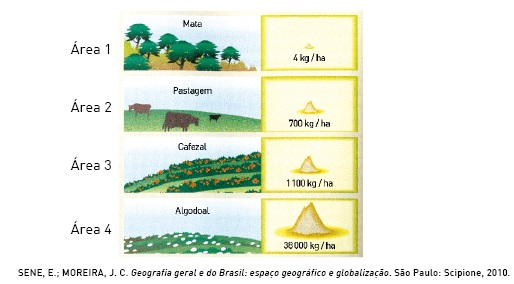 Área 1
Mata
4 kg / ha
Área 2
Pastagem
700 kg / ha
Área 3
Cafezal
1 100 kg / ha
Área 4
Algodoal
38 000 kg / ha
SENE, E.; MOREIRA, J. C. Geografia geral e do Brasil: espaço geográfico e globalização. São Paulo: Scipione, 2010.